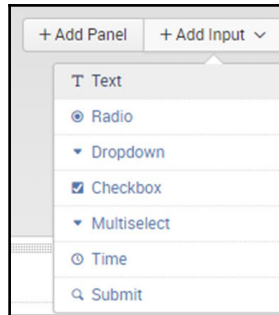 + Add Panel + Add Input
Text
Radio
Dropdown
Checkbox
Multiselect
Time
Submit